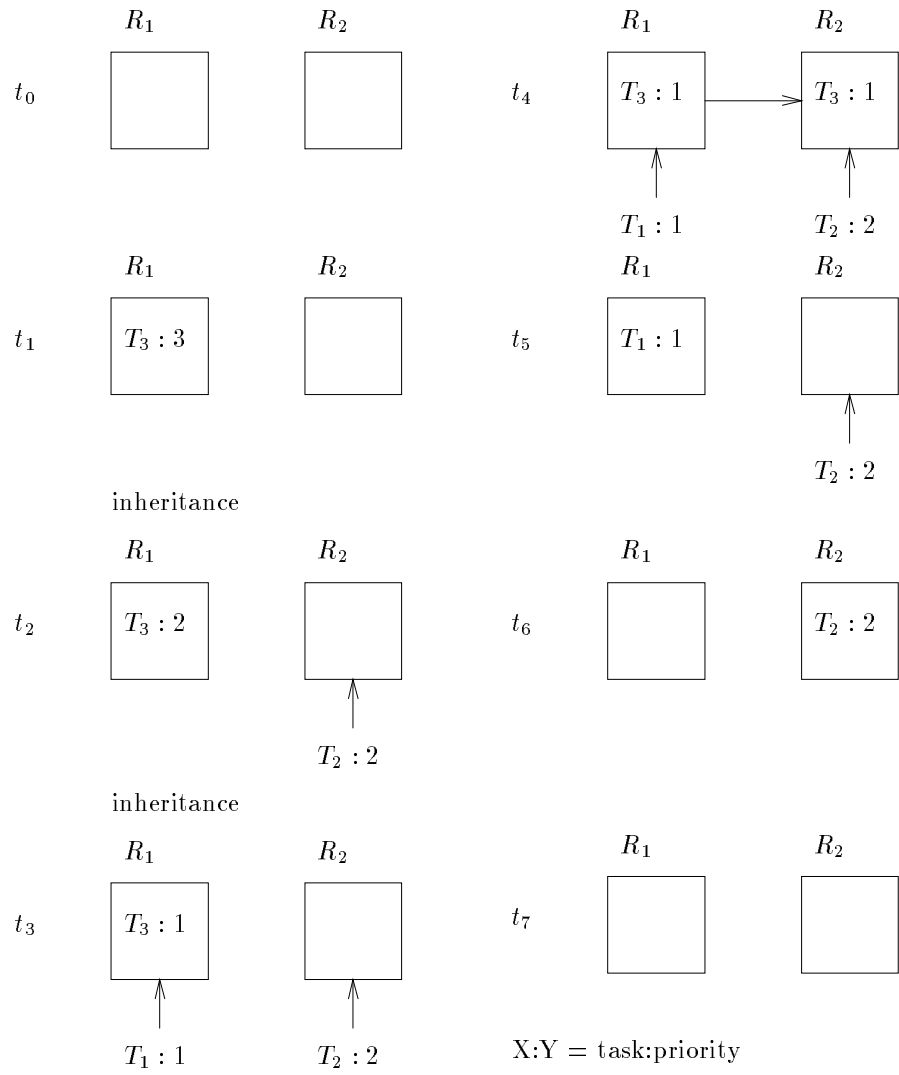 R₁ R₂
t₀
R₁ R₂
t₄ T₃ : 1 T₃ : 1
T₁ : 1 T₂ : 2
R₁ R₂
t₁ T₃ : 3
R₁ R₂
t₅ T₁ : 1
T₂ : 2
inheritance
R₁ R₂
t₂ T₃ : 2
T₂ : 2
R₁ R₂
t₆ T₂ : 2
inheritance
R₁ R₂
t₃ T₃ : 1
T₁ : 1 T₂ : 2
R₁ R₂
t₇
X:Y = task:priority